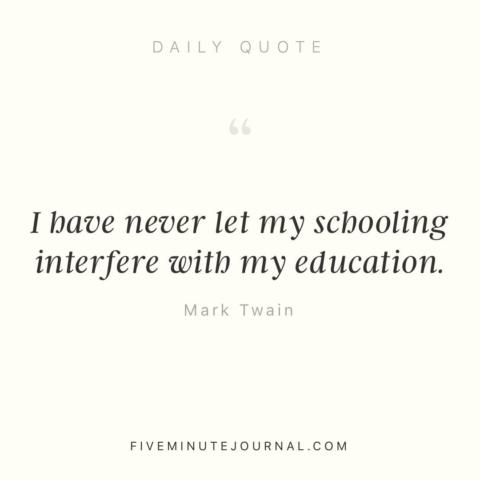 DAILY QUOTE
“
I have never let my schooling
interfere with my education.
Mark Twain
FIVEMINUTEJOURNAL.COM